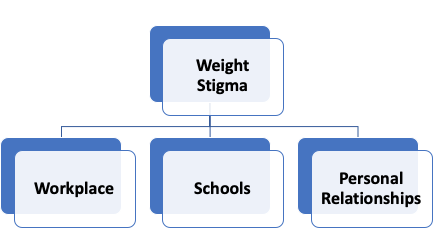 Weight
Stigma
Workplace
Schools
Personal
Relationships